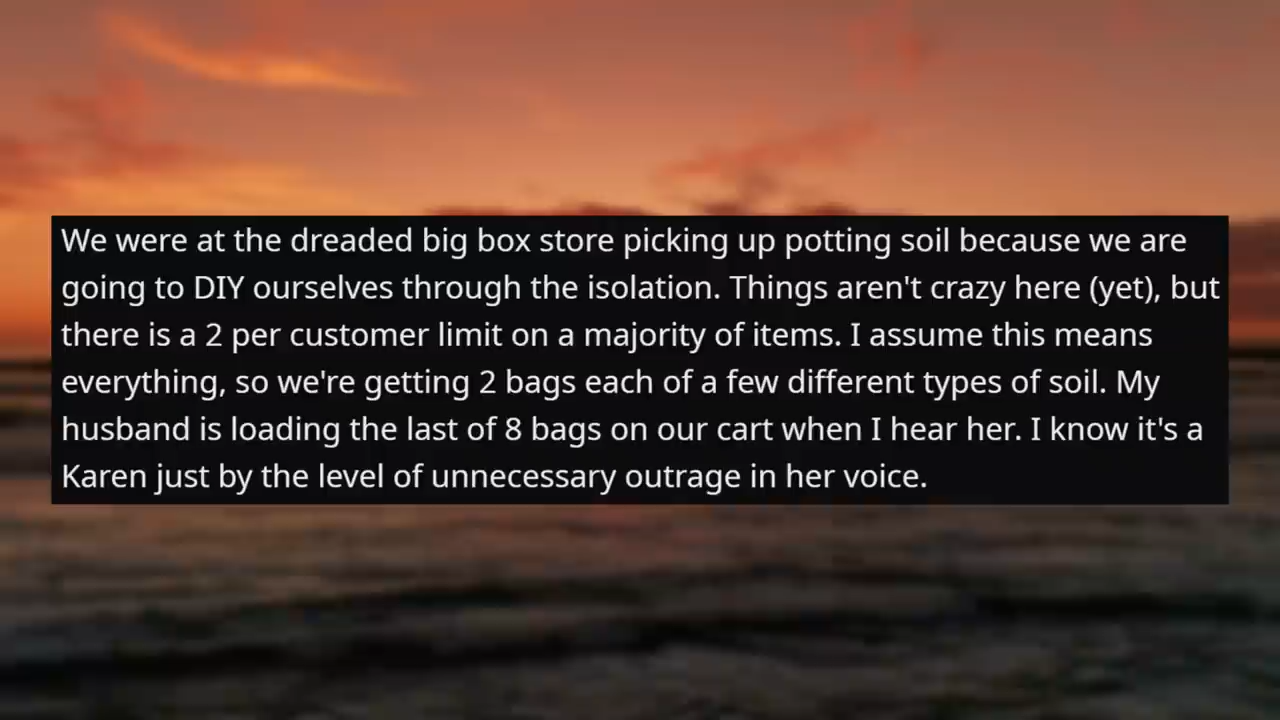 We were at the dreaded big box store picking up potting soil because we are
going to DIY ourselves through the isolation. Things aren't crazy here (yet), but
there is a 2 per customer limit on a majority of items. I assume this means
everything, so we're getting 2 bags each of a few different types of soil. My
husband is loading the last of 8 bags on our cart when I hear her. I know it's a
Karen just by the level of unnecessary outrage in her voice.